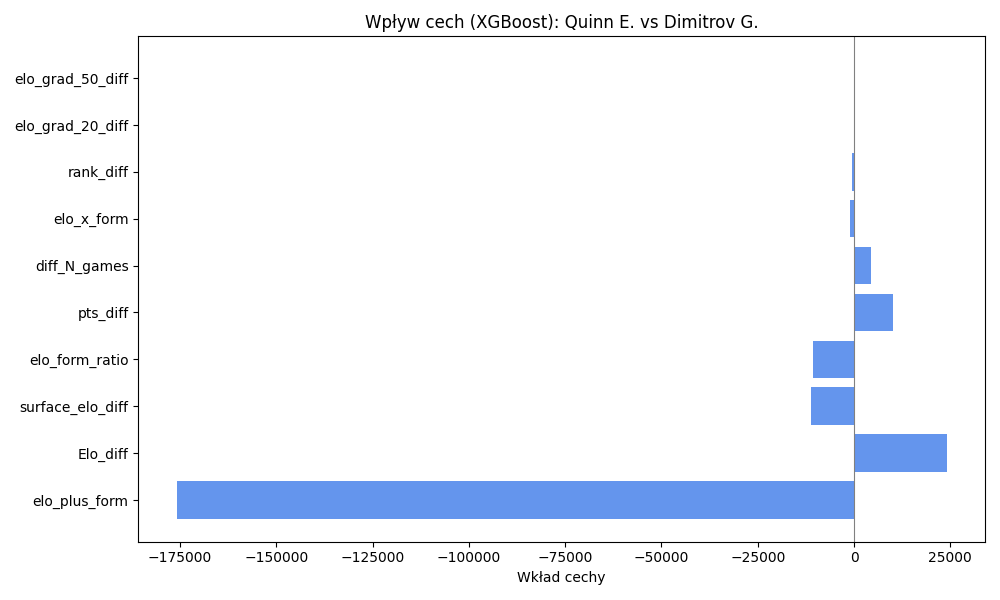 Wpływ cech (XGBoost): Quinn E. vs Dimitrov G.
elo_grad_50_diff
elo_grad_20_diff
rank_diff
elo_x_form
diff_N_games
pts_diff
elo_form_ratio
surface_elo_diff
Elo_diff
elo_plus_form
−175000 −150000 −125000 −100000 −75000 −50000 −25000 0 25000
Wkład cechy